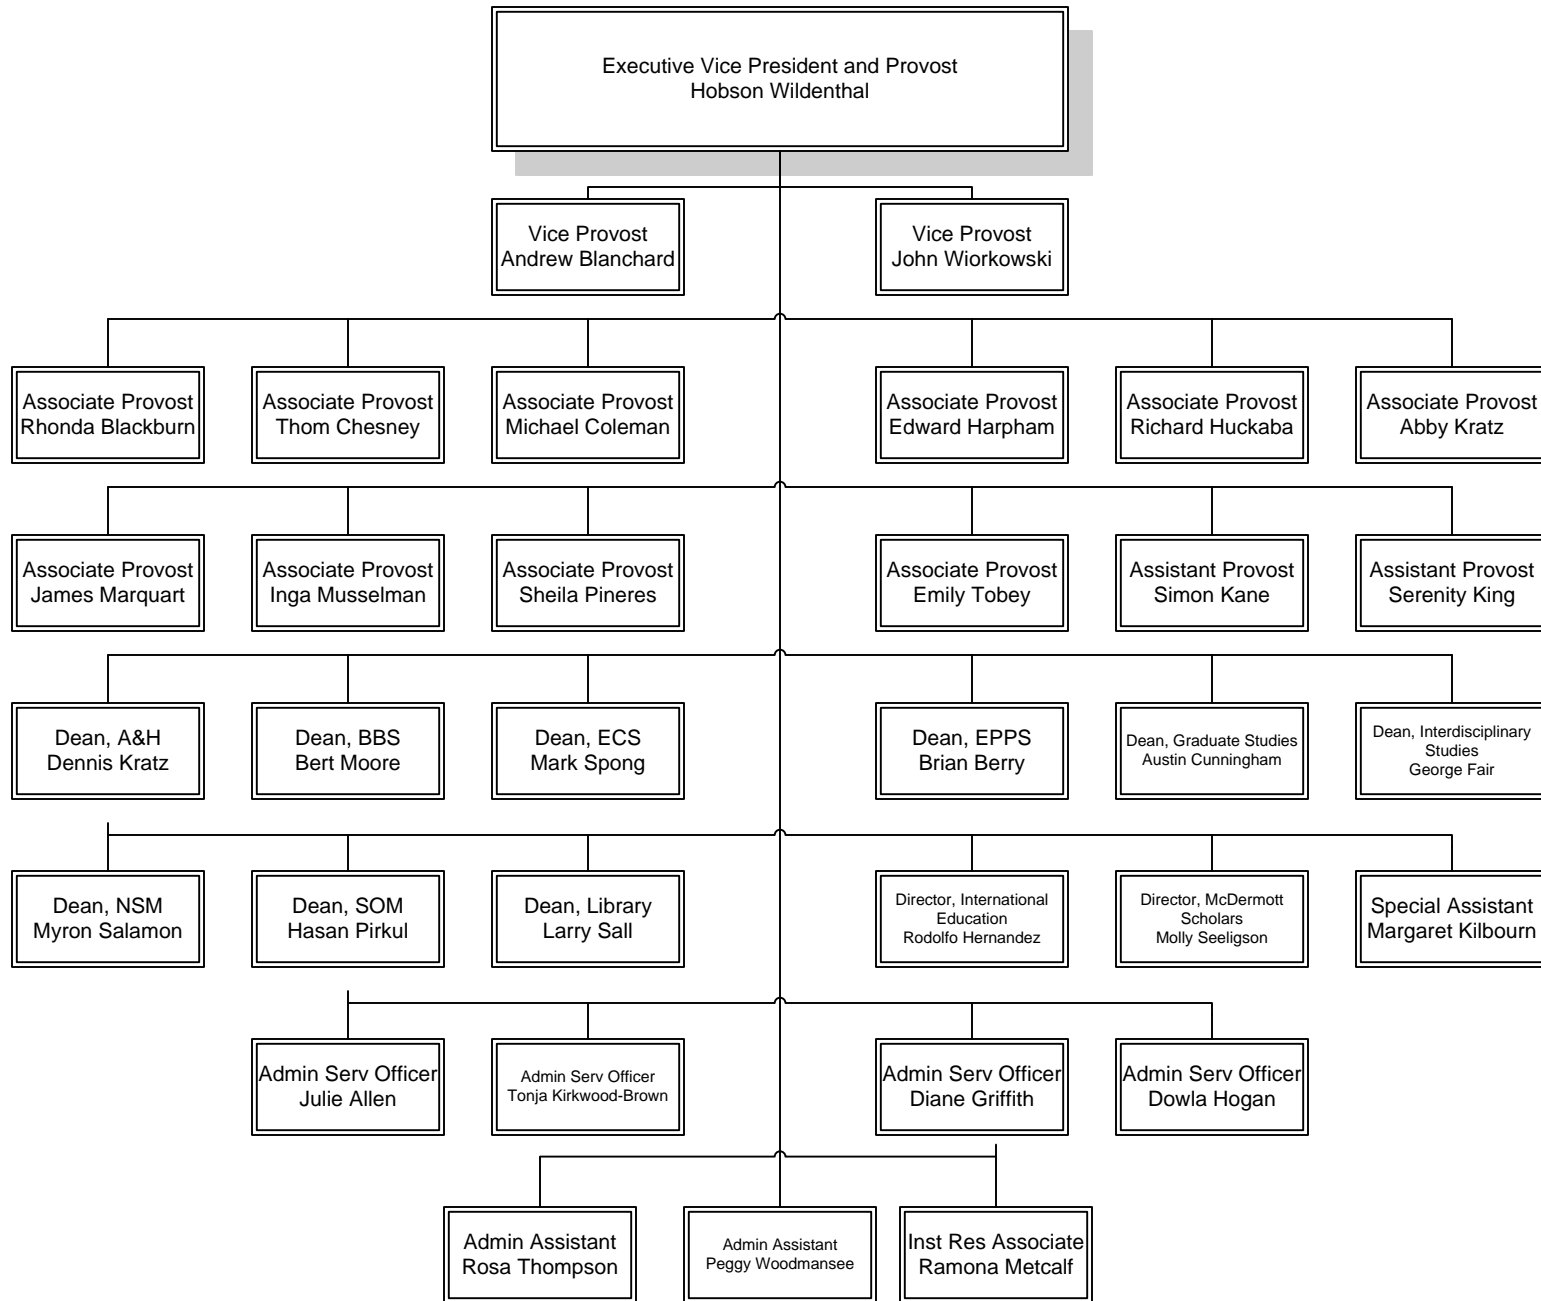 Executive Vice President and Provost
Hobson Wildenthal
Vice Provost
Andrew Blanchard
Vice Provost
John Wiorkowski
Associate Provost
Rhonda Blackburn
Associate Provost
Thom Chesney
Associate Provost
Michael Coleman
Associate Provost
Edward Harpham
Associate Provost
Richard Huckaba
Associate Provost
Abby Kratz
Associate Provost
James Marquart
Associate Provost
Inga Musselman
Associate Provost
Sheila Pineres
Associate Provost
Emily Tobey
Assistant Provost
Simon Kane
Assistant Provost
Serenity King
Dean, A&H
Dennis Kratz
Dean, BBS
Bert Moore
Dean, ECS
Mark Spong
Dean, EPPS
Brian Berry
Dean, Graduate Studies
Austin Cunningham
Dean, Interdisciplinary
Studies
George Fair
Dean, NSM
Myron Salamon
Dean, SOM
Hasan Pirkul
Dean, Library
Larry Sall
Director, International
Education
Rodolfo Hernandez
Director, McDermott
Scholars
Molly Seeligson
Special Assistant
Margaret Kilbourn
Admin Serv Officer
Julie Allen
Admin Serv Officer
Tonja Kirkwood-Brown
Admin Serv Officer
Diane Griffith
Admin Serv Officer
Dowla Hogan
Admin Assistant
Rosa Thompson
Admin Assistant
Peggy Woodmansee
Inst Res Associate
Ramona Metcalf